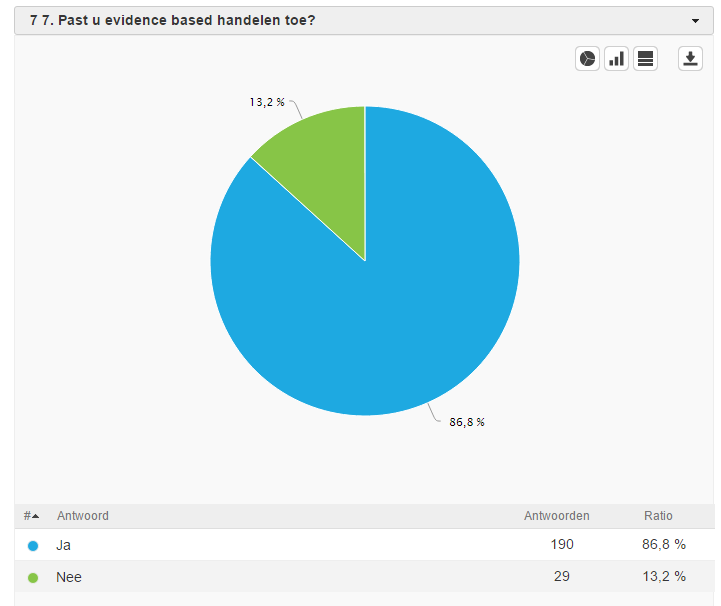 7 7. Past u evidence based handelen toe?
13,2 %
86,8 %
# Antwoord Antwoorden Ratio
Ja 190 86,8 %
Nee 29 13,2 %